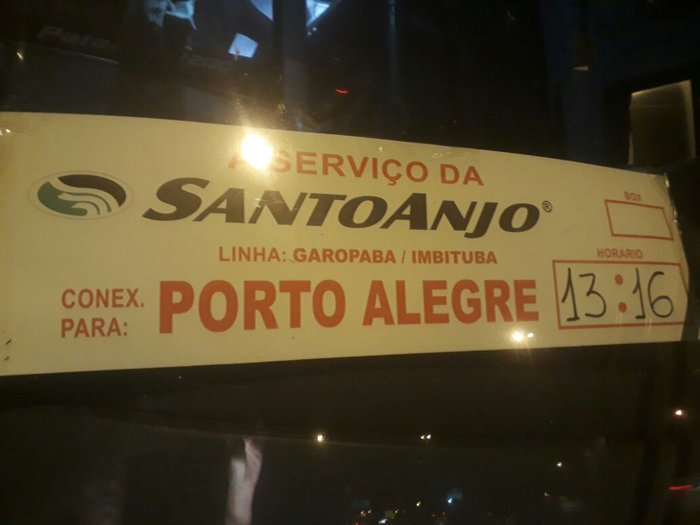 A SERVIÇO DA
SANTOANJO®
BOX
LINHA: GAROPABA / IMBITUBA
HORÁRIO
CONEX. PARA: PORTO ALEGRE
13:16